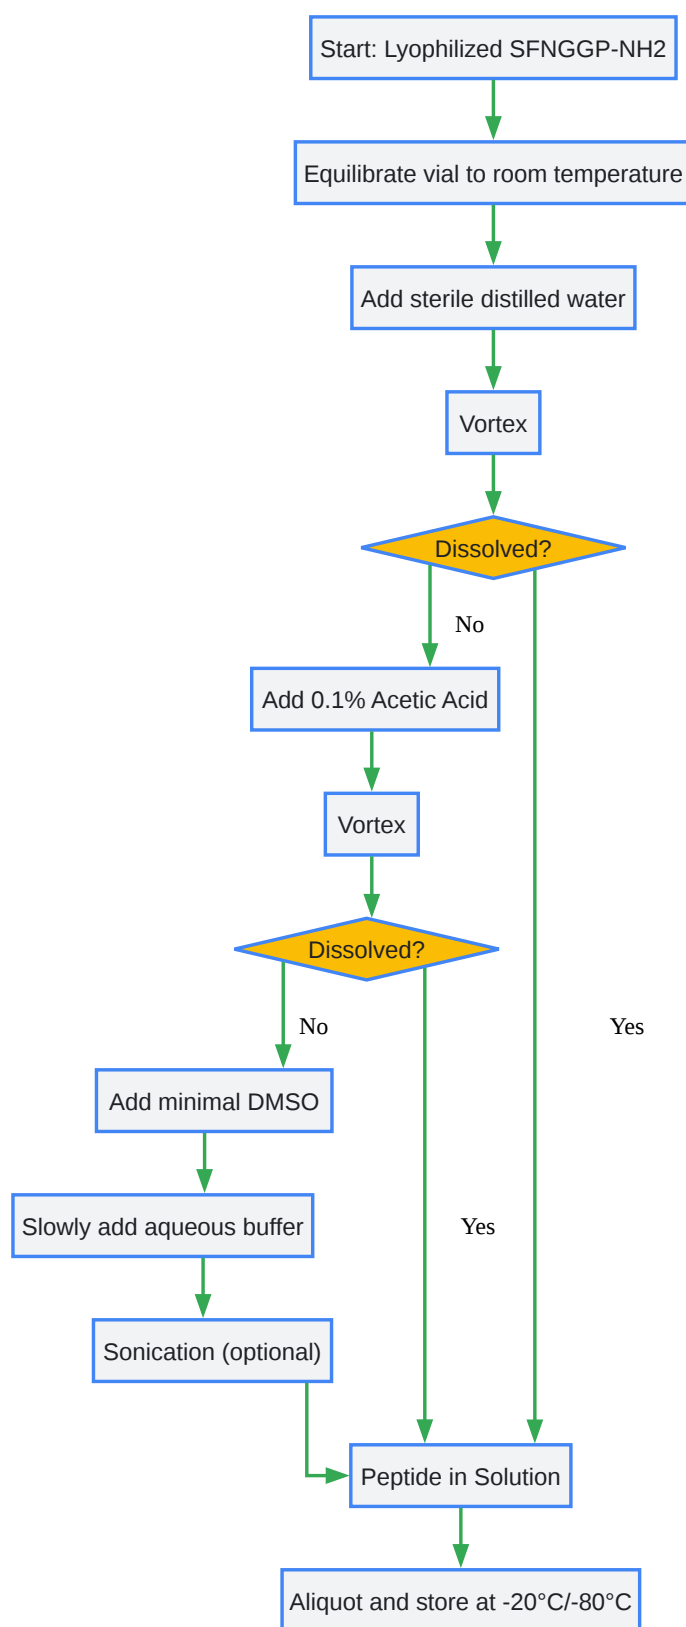 Start: Lyophilized SFNGGP-NH2
Equilibrate vial to room temperature
Add sterile distilled water
Vortex
Dissolved?
No
Add 0.1% Acetic Acid
Vortex
Dissolved?
No
Yes
Add minimal DMSO
Slowly add aqueous buffer
Yes
Sonication (optional)
Peptide in Solution
Aliquot and store at -20°C/-80°C